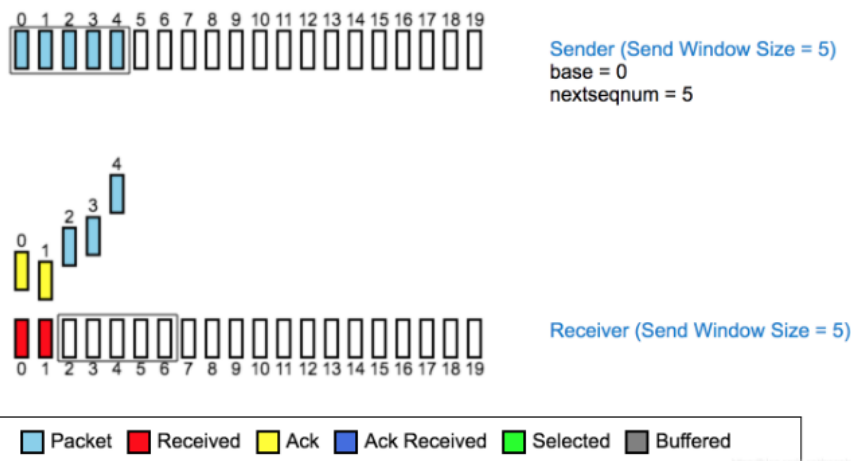 0 1 2 3 4 5 6 7 8 9 10 11 12 13 14 15 16 17 18 19
Sender (Send Window Size = 5)
base = 0
nextseqnum = 5
4
3
2
0
1
Receiver (Send Window Size = 5)
0 1 2 3 4 5 6 7 8 9 10 11 12 13 14 15 16 17 18 19
Packet Received Ack Ack Received Selected Buffered